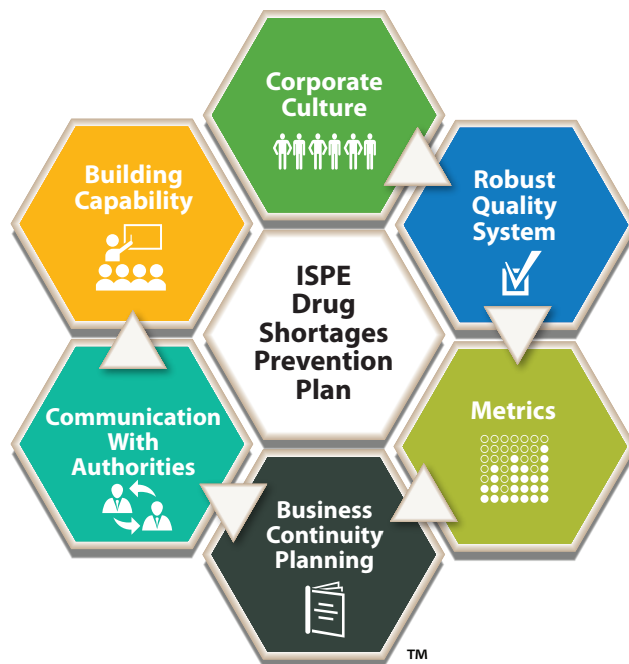 Corporate
Culture
Building
Capability
Robust
Quality
System
ISPE
Drug
Shortages
Prevention
Plan
Communication
With
Authorities
Metrics
Business
Continuity
Planning
TM